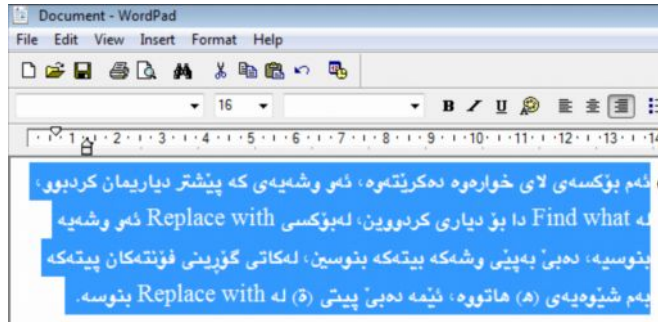 Document - WordPad
File Edit View Insert Format Help
16
B / U
1 2 3 4 5 6 7 8 9 10 11 12 13 14
ئەم بۆکسەی لای خوارەوە دەکرێتەوە، ئەو وشەیەی کە پێشتر دیاریمان کردبوو،
لە Find what دا بۆ دیاری کردووین، لەبۆکسی Replace with ئەو وشەیە
بنوسیە، دەبێ بەپێی وشەکە بیتەکە بنوسین، لەکاتی گۆڕینی فۆنتەکان پیتەکە
بەم شێوەیەی (ه) هاتووە، ئێمە دەبێ پیتی (ة) لە Replace with بنوسە.